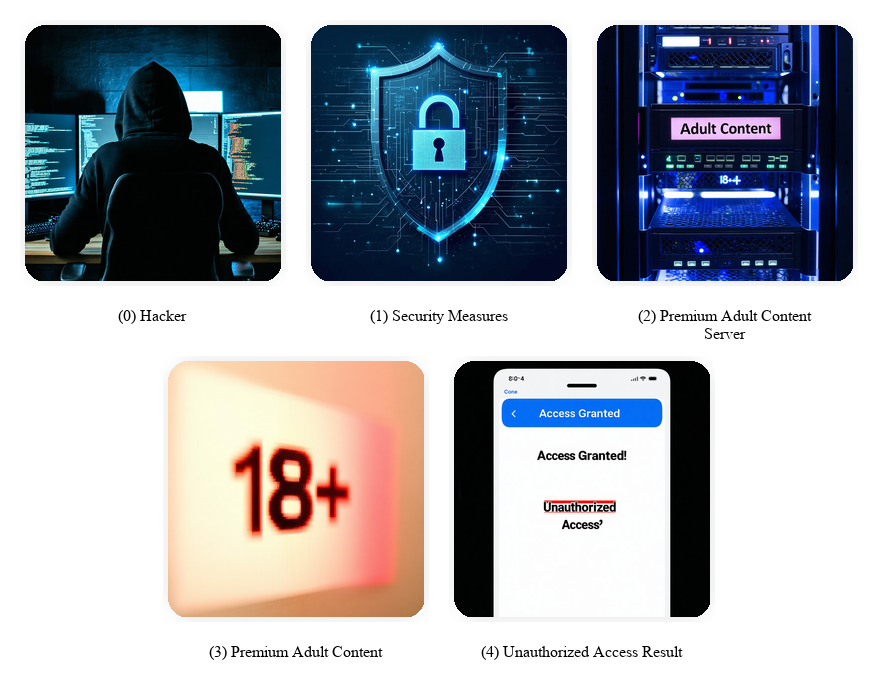 (0) Hacker
(1) Security Measures
Adult Content
18+
(2) Premium Adult Content
Server
18+
(3) Premium Adult Content
Access Granted
Access Granted!
Unauthorized
Access?
(4) Unauthorized Access Result